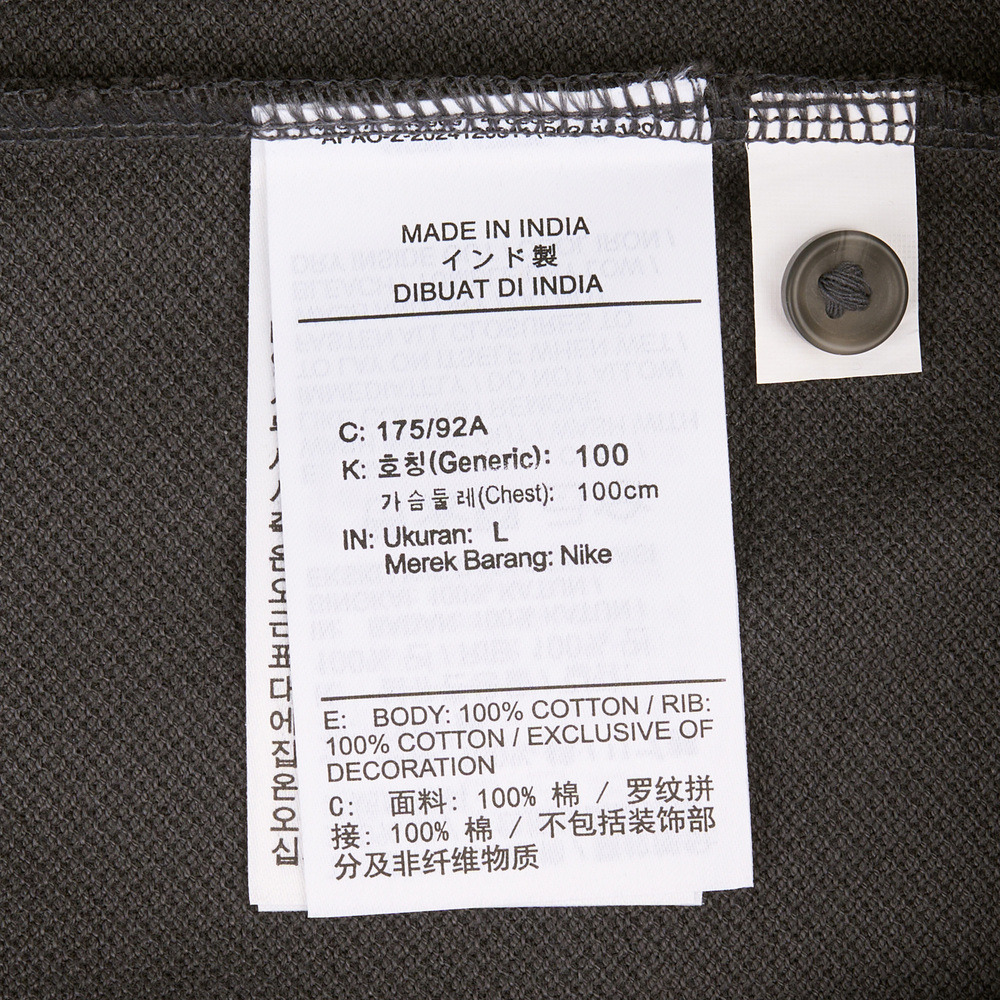 MADE IN INDIA
インド製
DIBUAT DI INDIA
C: 175/92A
K: 호칭(Generic): 100
가슴둘레(Chest): 100cm
IN: Ukuran: L
Merek Barang: Nike
E: BODY: 100% COTTON / RIB:
100% COTTON / EXCLUSIVE OF
DECORATION
C: 面料: 100% 棉 / 罗纹拼
接: 100% 棉 / 不包括装饰部
分及非纤维物质